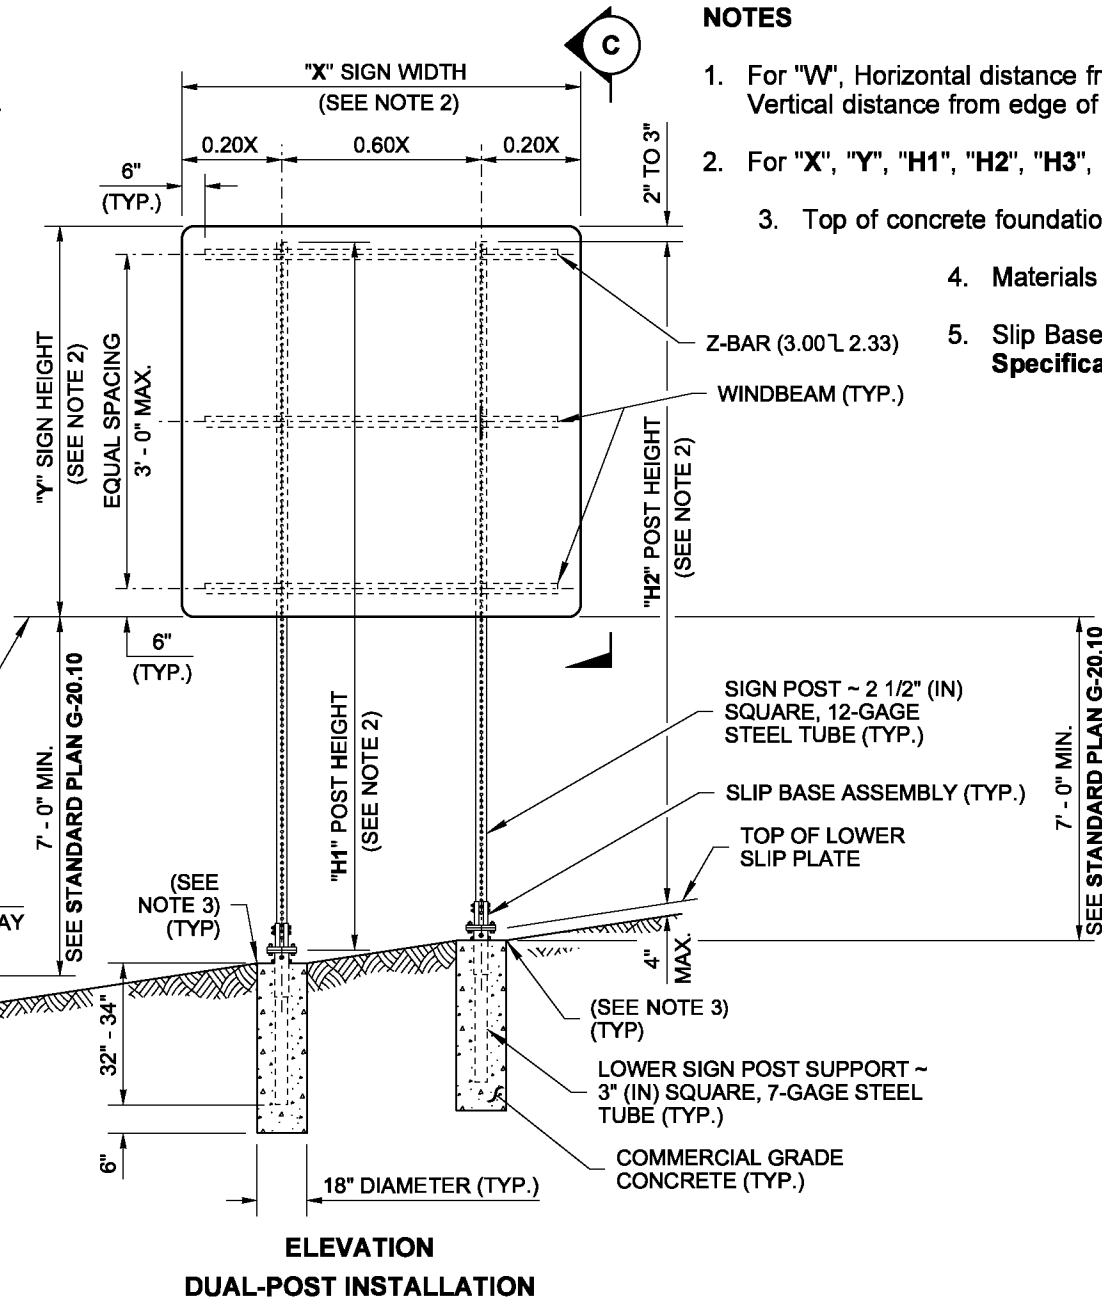 NOTES
1. For "W", Horizontal distance
Vertical distance from edge of
2. For "X", "Y", "H1", "H2", "H3",
3. Top of concrete
4. Materials
5. Slip Base
C
"X" SIGN WIDTH
(SEE NOTE 2)
0.20X
0.60X
0.20X
6"
(TYP.)
2" TO 3"
"Y" SIGN HEIGHT
(SEE NOTE 2)
EQUAL SPACING
3' - 0" MAX.
Z-BAR (3.00 2.33)
WINDBEAM (TYP.)
"H2" POST HEIGHT
(SEE NOTE 2)
6"
(TYP.)
7' - 0" MIN.
SEE STANDARD PLAN G-20.10
"H1" POST HEIGHT
(SEE NOTE 2)
SIGN POST ~ 2 1/2" (IN)
SQUARE, 12-GAGE
STEEL TUBE (TYP.)
SLIP BASE ASSEMBLY (TYP.)
TOP OF LOWER
SLIP PLATE
7' - 0" MIN.
SEE STANDARD PLAN G-20.10
(SEE
NOTE 3)
(TYP)
4"
MAX.
(SEE NOTE 3)
(TYP)
32" - 34"
6"
LOWER SIGN POST SUPPORT ~
3" (IN) SQUARE, 7-GAGE STEEL
TUBE (TYP.)
COMMERCIAL GRADE
CONCRETE (TYP.)
18" DIAMETER (TYP.)
ELEVATION
DUAL-POST INSTALLATION